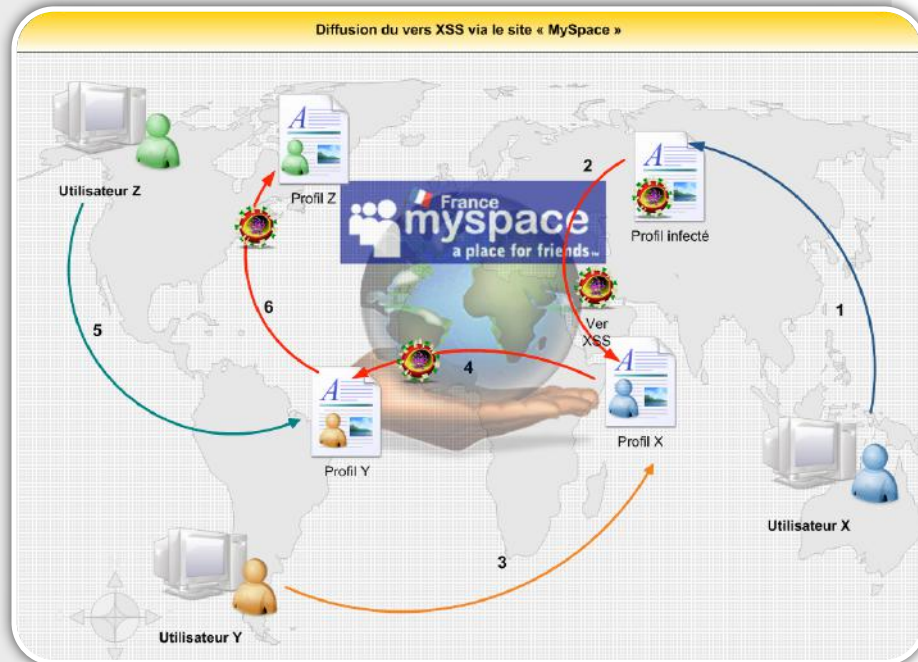 Diffusion du vers XSS via le site « MySpace »
Utilisateur Z
A
Profil Z
France
myspace
a place for friends™
2
A
Profil infecté
1
6
5
Ver
XSS
4
A
Profil Y
A
Profil X
Utilisateur X
3
Utilisateur Y